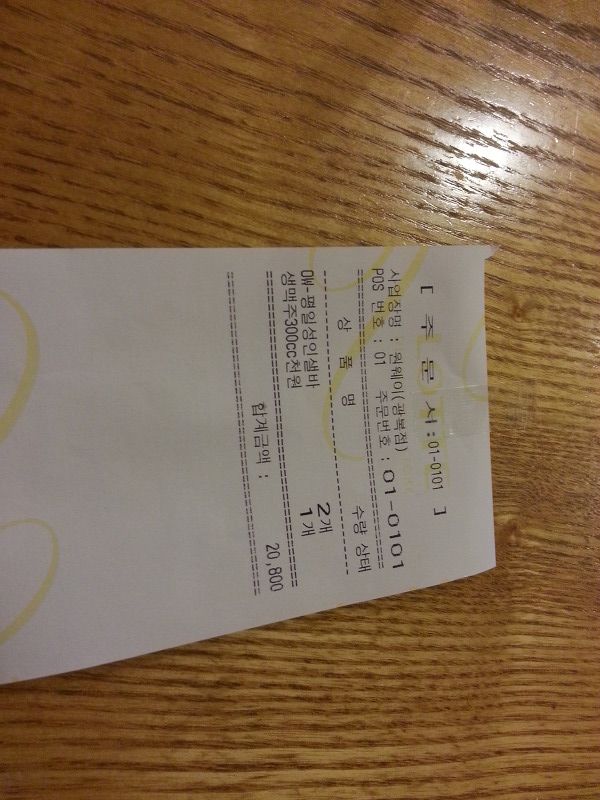 [ 주 문 서 : 01-0101 ]
사업장명 : 원웨이(광복점)
POS 번호 : 01 주문번호 : 01-0101
상 품 명 수량 상태
매-평일성인샐바 2개
생맥주300cc천원 1개
합계금액 : 20,800